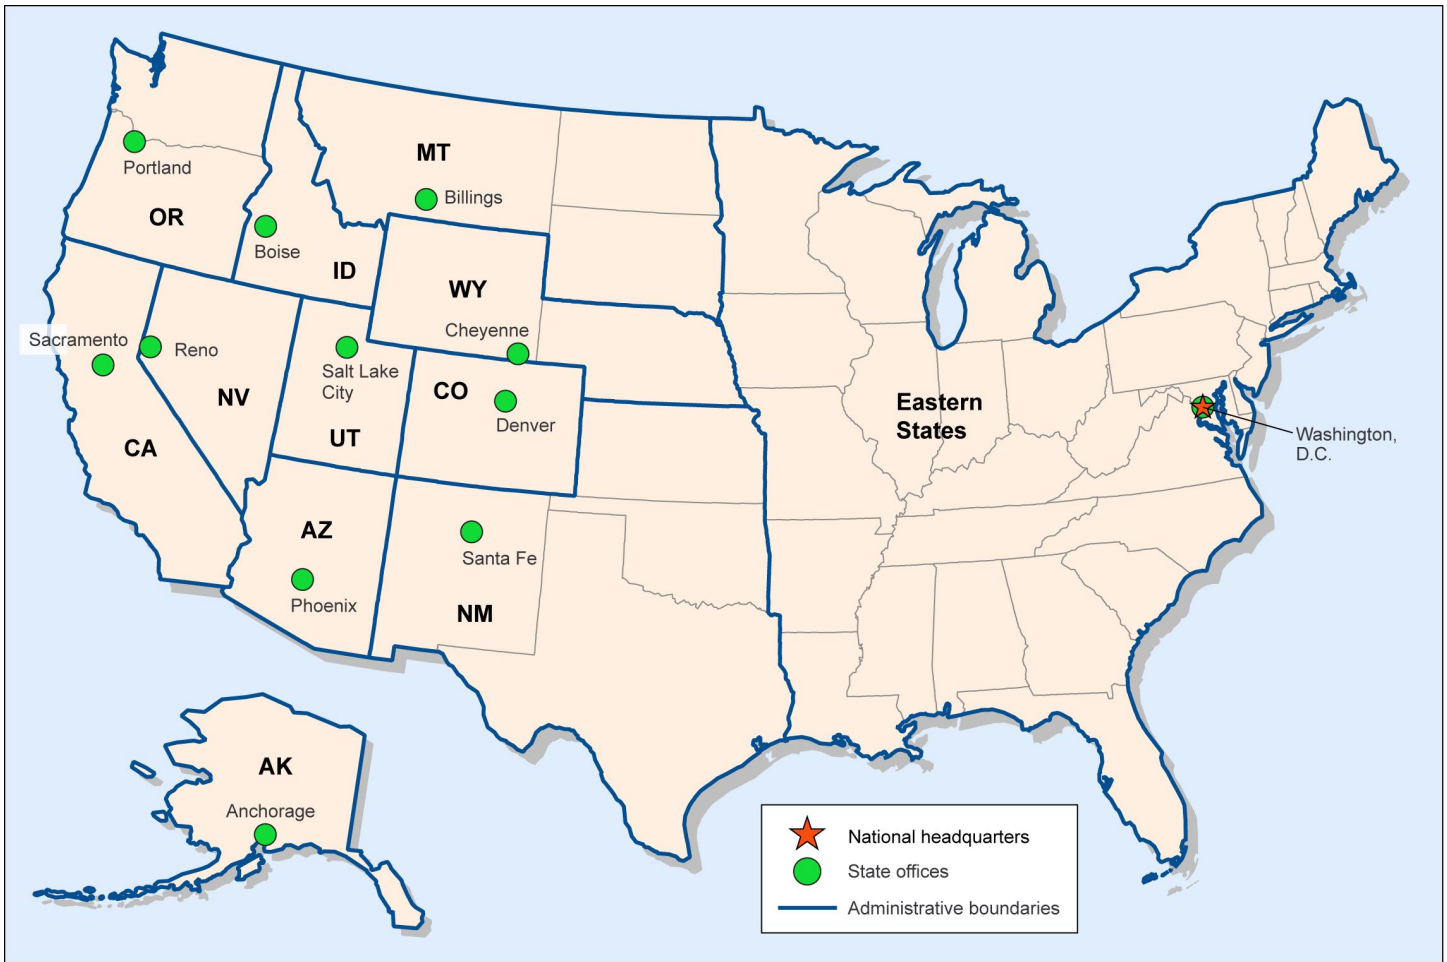 MT
Portland
Billings
OR
Boise
ID
WY
Cheyenne
Sacramento
Reno
Salt Lake
City
NV
CO
Denver
Eastern
States
UT
CA
Washington,
D.C.
AZ
Santa Fe
Phoenix
NM
AK
Anchorage
National headquarters
State offices
Administrative boundaries